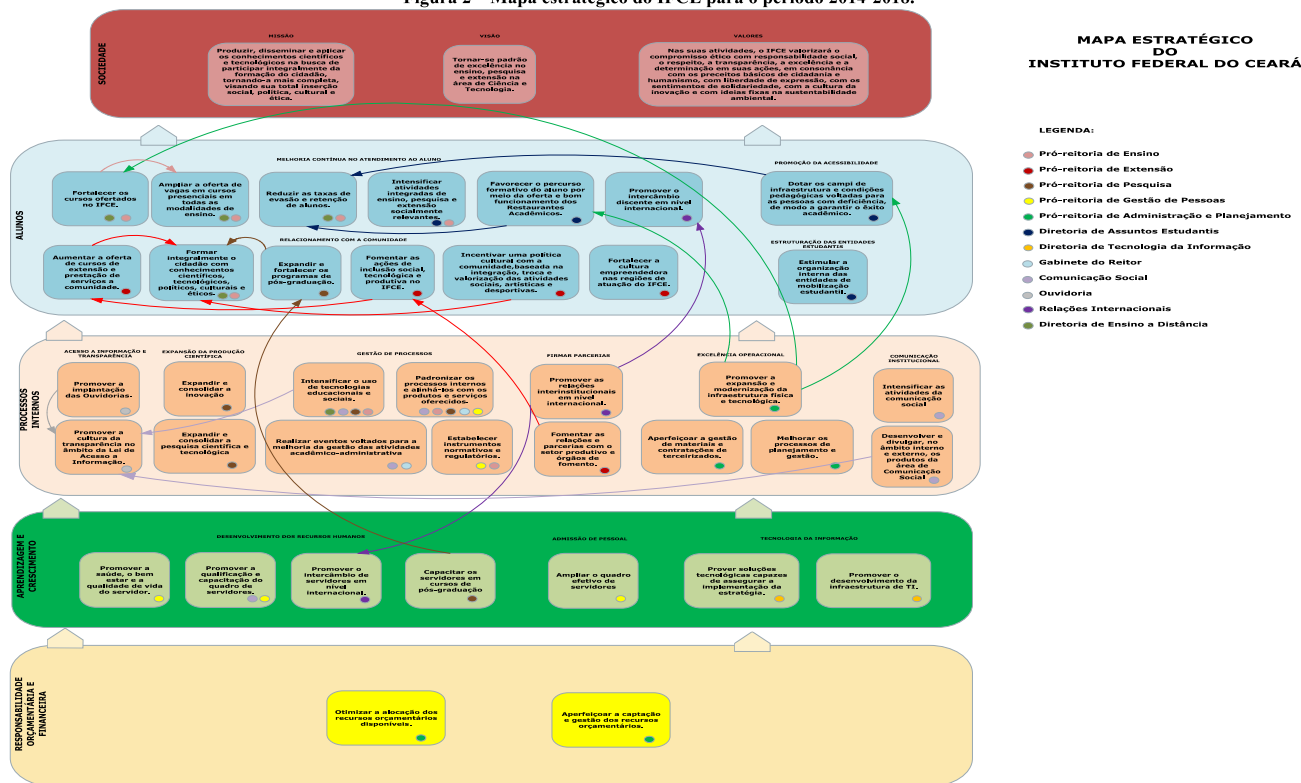 Figura 2 – Mapa estratégico do IFCE para o período 2014-2018.
MAPA ESTRATÉGICO
DO
INSTITUTO FEDERAL DO CEARÁ
LEGENDA:
Pró-reitoria de Ensino
Pró-reitoria de Extensão
Pró-reitoria de Pesquisa
Pró-reitoria de Gestão de Pessoas
Pró-reitoria de Administração e Planejamento
Diretoria de Assuntos Estudantis
Diretoria de Tecnologia da Informação
Gabinete do Reitor
Comunicação Social
Ouvidoria
Relações Internacionais
Diretoria de Ensino a Distância
SOCIEDADE
MISSÃO
Produzir, disseminar e aplicar
os conhecimentos científicos
e tecnológicos na busca de
participar integralmente da
formação do cidadão,
tornando-a mais completa,
visando sua total inserção
social, política, cultural e
ética.
VISÃO
Tornar-se padrão
de excelência no
ensino, pesquisa
e extensão na
área de Ciência e
Tecnologia.
VALORES
Nas suas atividades, o IFCE valorizará o
compromisso ético com responsabilidade social,
o respeito, a transparência, a excelência e a
determinação em suas ações, em consonância
com os preceitos básicos de cidadania e
humanismo, com liberdade de expressão, com os
sentimentos de solidariedade, com a cultura da
inovação e com ideias fixas na sustentabilidade
ambiental.
ALUNOS
MELHORIA CONTÍNUA NO ATENDIMENTO AO ALUNO
PROMOÇÃO DA ACESSIBILIDADE
Fortalecer os
cursos ofertados
no IFCE.
Ampliar a oferta de
vagas em cursos
presenciais em
todas as
modalidades de
ensino.
Reduzir as taxas de
evasão e retenção
de alunos.
Intensificar
atividades
integradas de
ensino, pesquisa e
extensão
socialmente
relevantes.
Favorecer o percurso
formativo do aluno por
meio da oferta e bom
funcionamento dos
Restaurantes
Acadêmicos.
Promover o
intercâmbio
discente em nível
internacional.
Dotar os campi de
infraestrutura e condições
pedagógicas voltadas para
as pessoas com deficiência,
de modo a garantir o êxito
acadêmico.
RELACIONAMENTO COM A COMUNIDADE
ESTRUTURAÇÃO DAS ENTIDADES
ESTUDANTIS
Aumentar a oferta
de cursos de
extensão e
prestação de
serviços a
comunidade.
Formar
integralmente o
cidadão com
conhecimentos
científicos,
tecnológicos,
políticos, culturais e
éticos.
Expandir e
fortalecer os
programas de
pós-graduação.
Fomentar as
ações de
inclusão social,
tecnológica e
produtiva no
IFCE.
Incentivar uma política
cultural com a
comunidade,baseada na
integração, troca e
valorização das atividades
sociais, artísticas e
desportivas.
Fortalecer a
cultura
empreendedora
nas regiões de
atuação do IFCE.
Estimular a
organização
interna das
entidades de
mobilização
estudantil.
PROCESSOS
INTERNOS
ACESSO A INFORMAÇÃO E
TRANSPARÊNCIA
EXPANSÃO DA PRODUÇÃO
CIENTÍFICA
GESTÃO DE PROCESSOS
FIRMAR PARCERIAS
EXCELÊNCIA OPERACIONAL
COMUNICAÇÃO
INSTITUCIONAL
Promover a
implantação
das Ouvidorias.
Expandir e
consolidar a
inovação
Intensificar o uso
de tecnologias
educacionais e
sociais.
Padronizar os
processos internos
e alinhá-los com os
produtos e serviços
oferecidos.
Promover as
relações
interinstitucionais
em nível
internacional.
Promover a
expansão e
modernização da
infraestrutura física
e tecnológica.
Intensificar as
atividades da
comunicação
social
Promover a
cultura da
transparência no
âmbito da Lei de
Acesso a
Informação.
Expandir e
consolidar a
pesquisa científica e
tecnológica
Realizar eventos voltados para a
melhoria da gestão das atividades
acadêmico-administrativa
Estabelecer
instrumentos
normativos e
regulatórios.
Fomentar as
relações e
parcerias com o
setor produtivo e
órgãos de
fomento.
Aperfeiçoar a gestão
de materiais e
contratações de
terceirizados.
Melhorar os
processos de
planejamento e
gestão.
Desenvolver e
divulgar, no
âmbito interno
e externo, os
produtos da
área de
Comunicação
Social
APRENDIZAGEM E
CRESCIMENTO
DESENVOLVIMENTO DOS RECURSOS HUMANOS
ADMISSÃO DE PESSOAL
TECNOLOGIA DA INFORMAÇÃO
Promover a
saúde, o bem
estar e a
qualidade de vida
do servidor.
Promover a
qualificação e
capacitação do
quadro de
servidores.
Promover o
intercâmbio de
servidores em
nível
internacional.
Capacitar os
servidores em
cursos de
pós-graduação
Ampliar o quadro
efetivo de
servidores
Prover soluções
tecnológicas capazes
de assegurar a
implementação da
estratégia.
Promover o
desenvolvimento da
infraestrutura de TI.
RESPONSABILIDADE
ORÇAMENTÁRIA E
FINANCEIRA
Otimizar a alocação dos
recursos orçamentários
disponíveis.
Aperfeiçoar a captação
e gestão dos recursos
orçamentários.